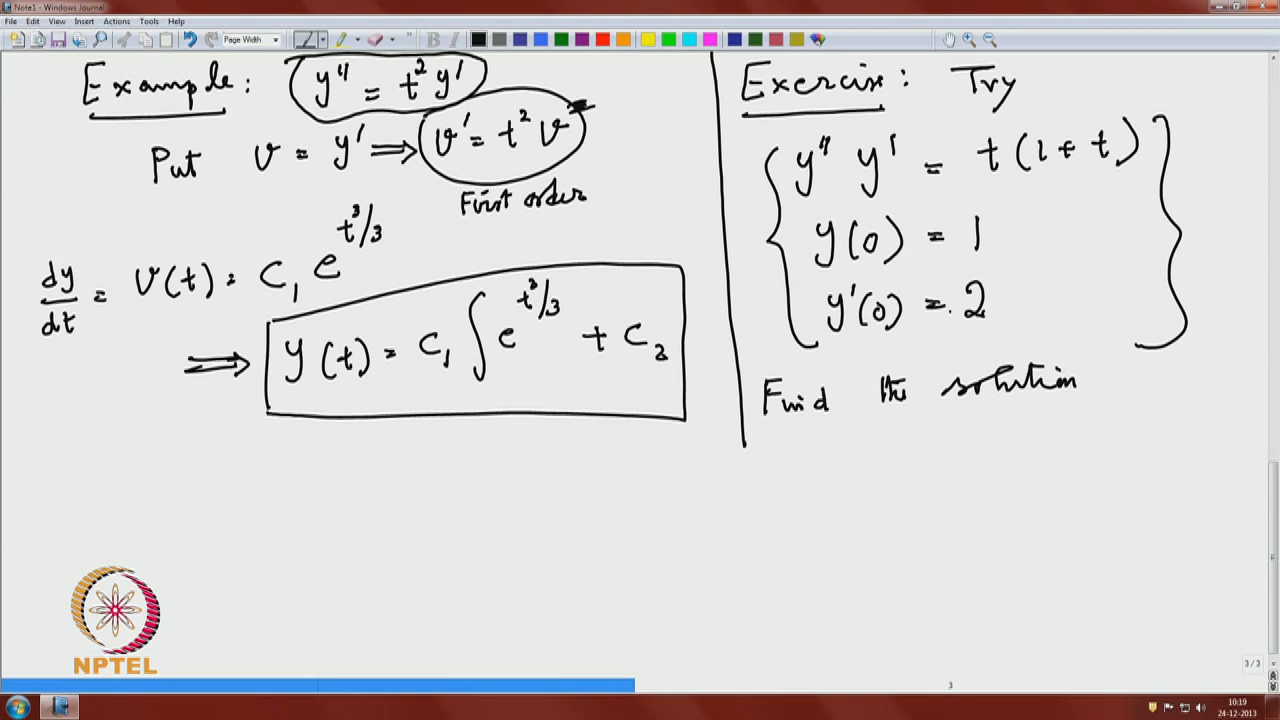 Note1 - Windows Journal
File Edit View Insert Actions Tools Help
Page Width
B I
Example: y'' = t² y'
Put v = y' ⟹ v' = t² v
First order
dy/dt = v(t) = C₁ e^(t³/3)
⟹ y(t) = C₁ ∫ e^(t³/3) + C₂
Exercise: Try
y'' y' = t(1+t)
y(0) = 1
y'(0) = 2
Find the solution
NPTEL
3/3
3
10:19
24-12-2013